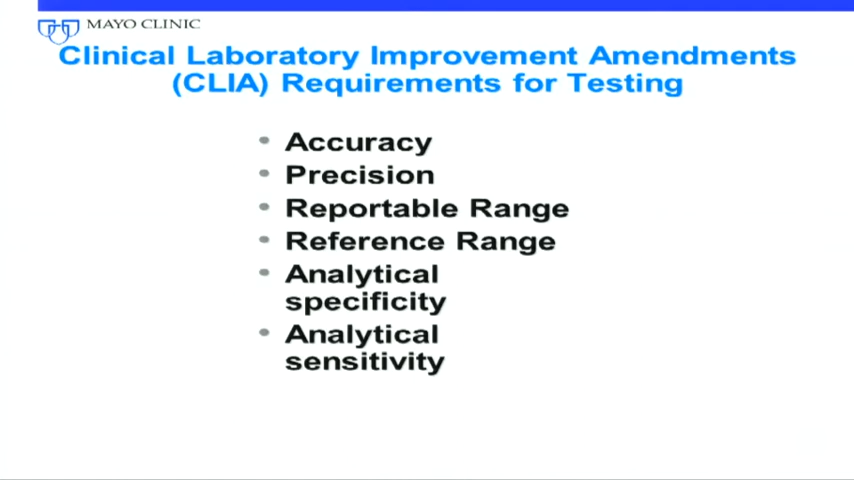 MAYO CLINIC
Clinical Laboratory Improvement Amendments
(CLIA) Requirements for Testing
• Accuracy
• Precision
• Reportable Range
• Reference Range
• Analytical
specificity
• Analytical
sensitivity